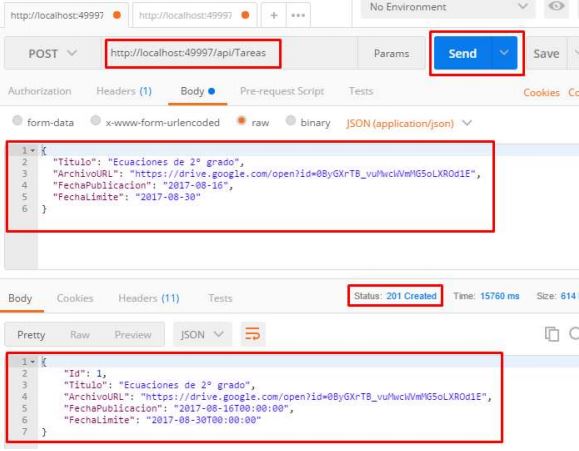 http://localhost:49997 http://localhost:49997 + ••• No Environment
POST http://localhost:49997/api/Tareas Params Send Save
Authorization Headers (1) Body Pre-request Script Tests Cookies Co
form-data x-www-form-urlencoded raw binary JSON (application/json)
1 {
2 "Titulo": "Ecuaciones de 2º grado",
3 "ArchivoURL": "https://drive.google.com/open?id=0ByGXrTB_vuMwcWVmMG5oLXROd1E",
4 "FechaPublicacion": "2017-08-16",
5 "FechaLimite": "2017-08-30"
6 }
Body Cookies Headers (11) Tests Status: 201 Created Time: 15760 ms Size: 614
Pretty Raw Preview JSON
1 {
2 "Id": 1,
3 "Titulo": "Ecuaciones de 2º grado",
4 "ArchivoURL": "https://drive.google.com/open?id=0ByGXrTB_vuMwcWVmMG5oLXROd1E",
5 "FechaPublicacion": "2017-08-16T00:00:00",
6 "FechaLimite": "2017-08-30T00:00:00"
7 }